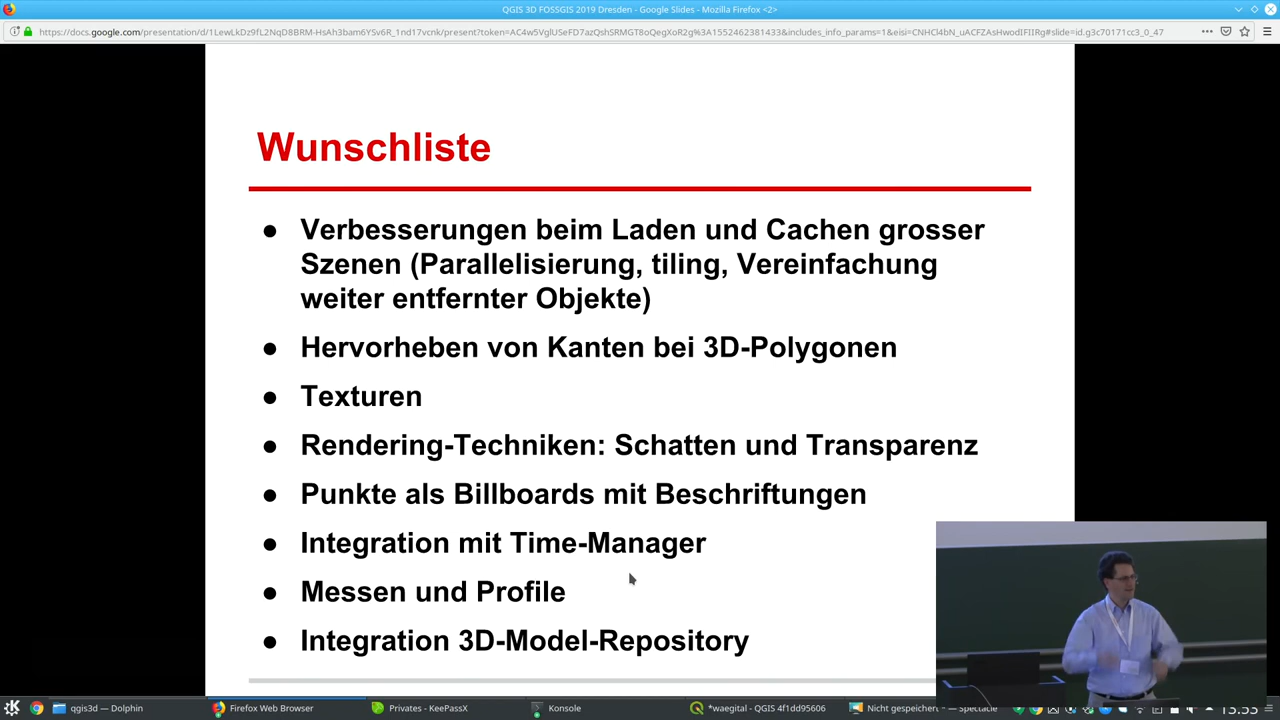 QGIS 3D FOSSGIS 2019 Dresden - Google Slides - Mozilla Firefox <2>
Wunschliste
● Verbesserungen beim Laden und Cachen grosser
Szenen (Parallelisierung, tiling, Vereinfachung
weiter entfernter Objekte)
● Hervorheben von Kanten bei 3D-Polygonen
● Texturen
● Rendering-Techniken: Schatten und Transparenz
● Punkte als Billboards mit Beschriftungen
● Integration mit Time-Manager
● Messen und Profile
● Integration 3D-Model-Repository
qgis3d — Dolphin
Firefox Web Browser
Privates - KeePassX
Konsole
*waegital - QGIS 4f1dd95606
Nicht gespeichert